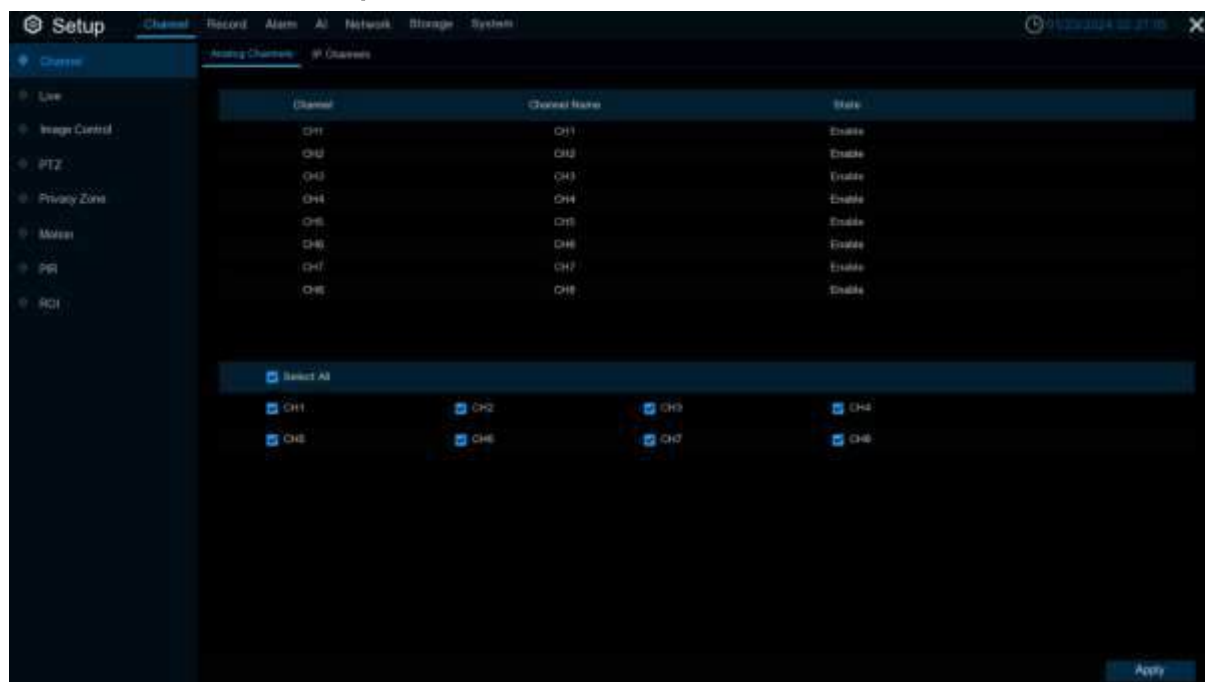 Setup Channel Record Alarm AI Network Storage System
Channel Analog Channels IP Channels
Live
Channel Channel Name State
Image Control
CH1 CH1 Enable
CH2 CH2 Enable
PTZ
CH3 CH3 Enable
Privacy Zone
CH4 CH4 Enable
CH5 CH5 Enable
Motion
CH6 CH6 Enable
PIR
CH7 CH7 Enable
CH8 CH8 Enable
ROI
Select All
CH1 CH2 CH3 CH4
CH5 CH6 CH7 CH8
Apply